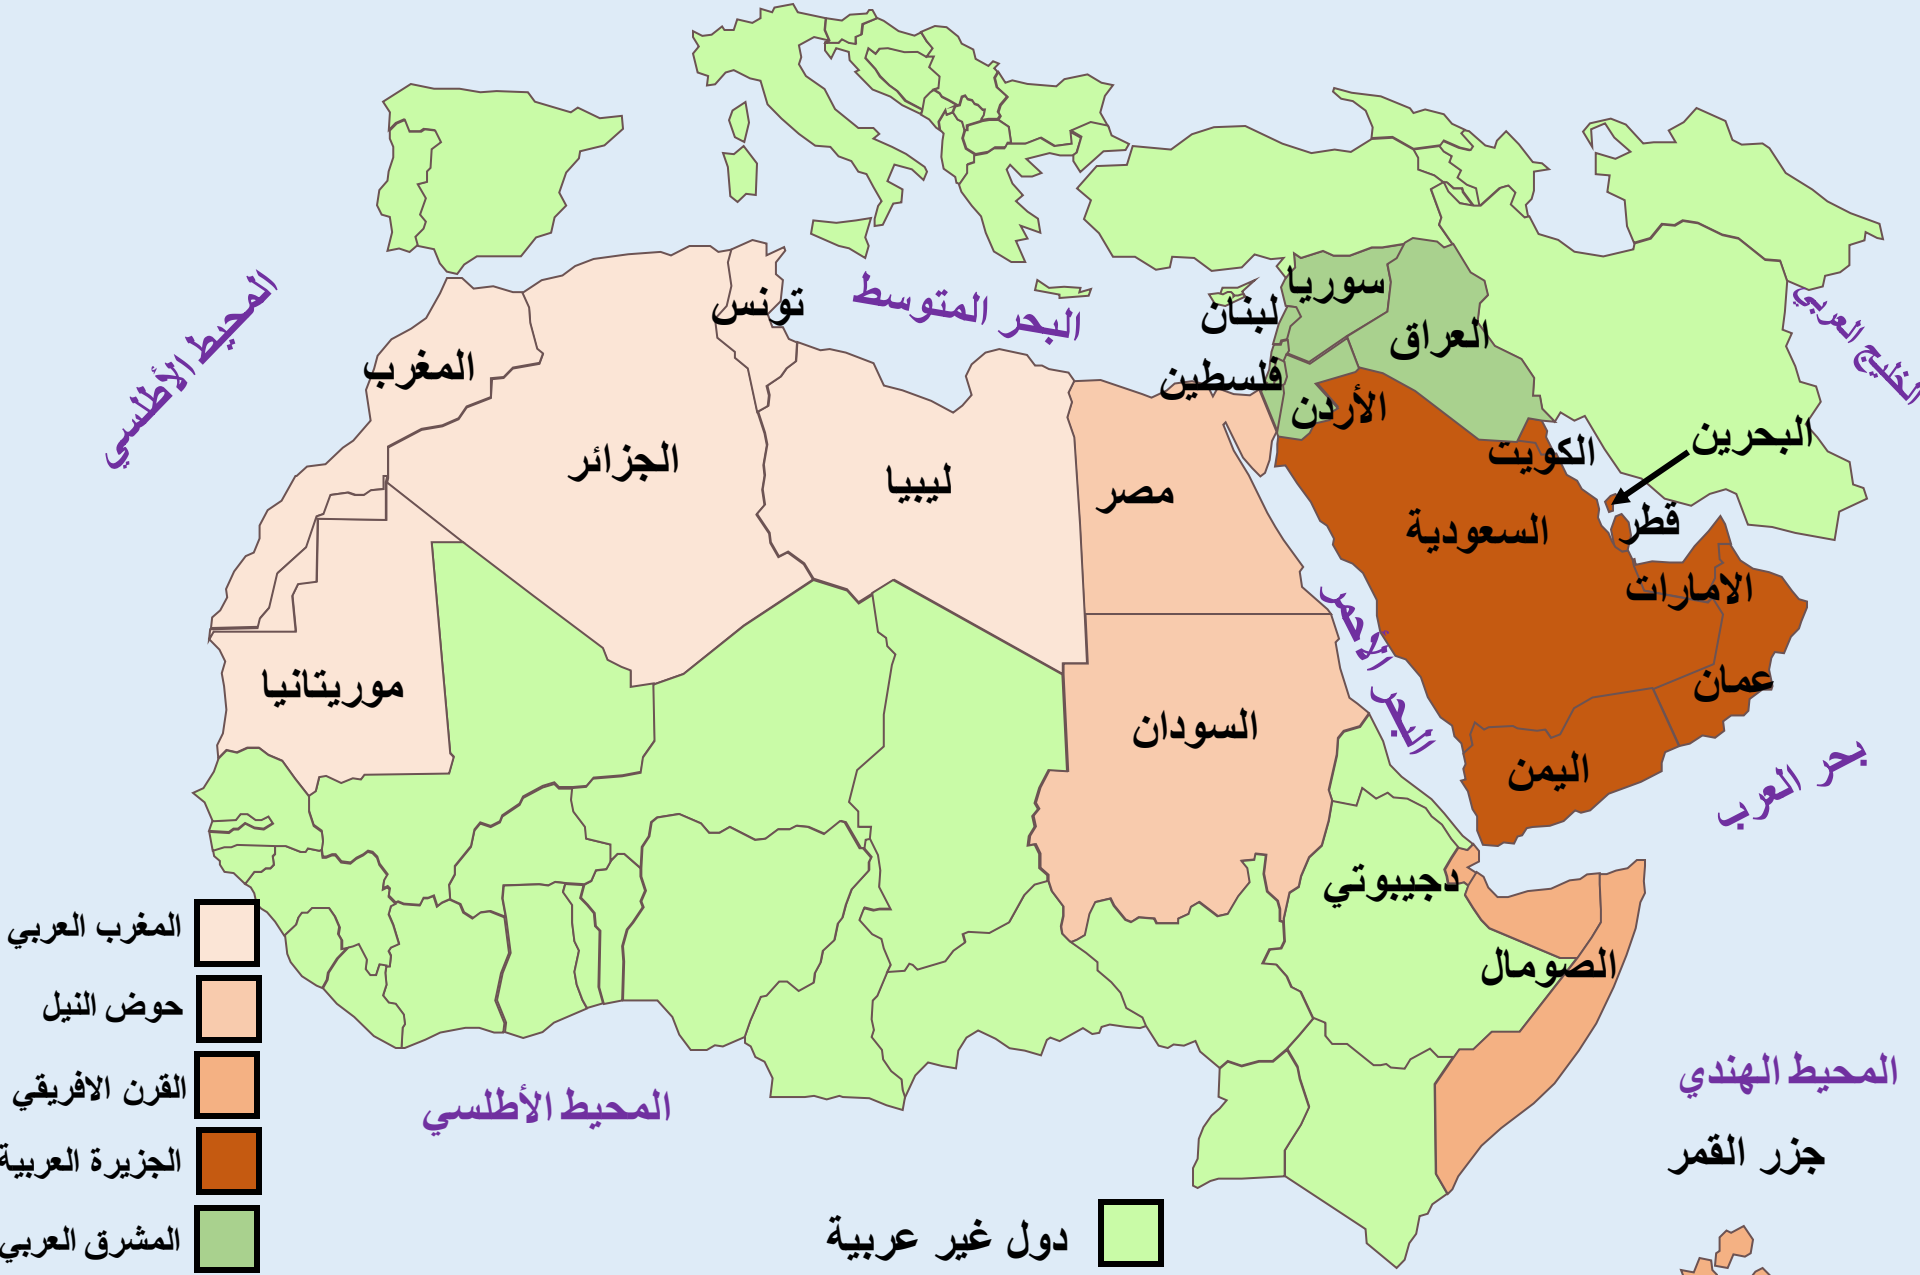 المحيط الأطلسي
البحر المتوسط
الخليج العربي
تونس
المغرب
الجزائر
ليبيا
مصر
موريتانيا
السودان
سوريا
لبنان
العراق
فلسطين
الأردن
الكويت
البحرين
قطر
السعودية
الامارات
عمان
اليمن
البحر الأحمر
بحر العرب
دجيبوتي
الصومال
المحيط الهندي
جزر القمر
المحيط الأطلسي
المغرب العربي
حوض النيل
القرن الافريقي
الجزيرة العربية
المشرق العربي
دول غير عربية